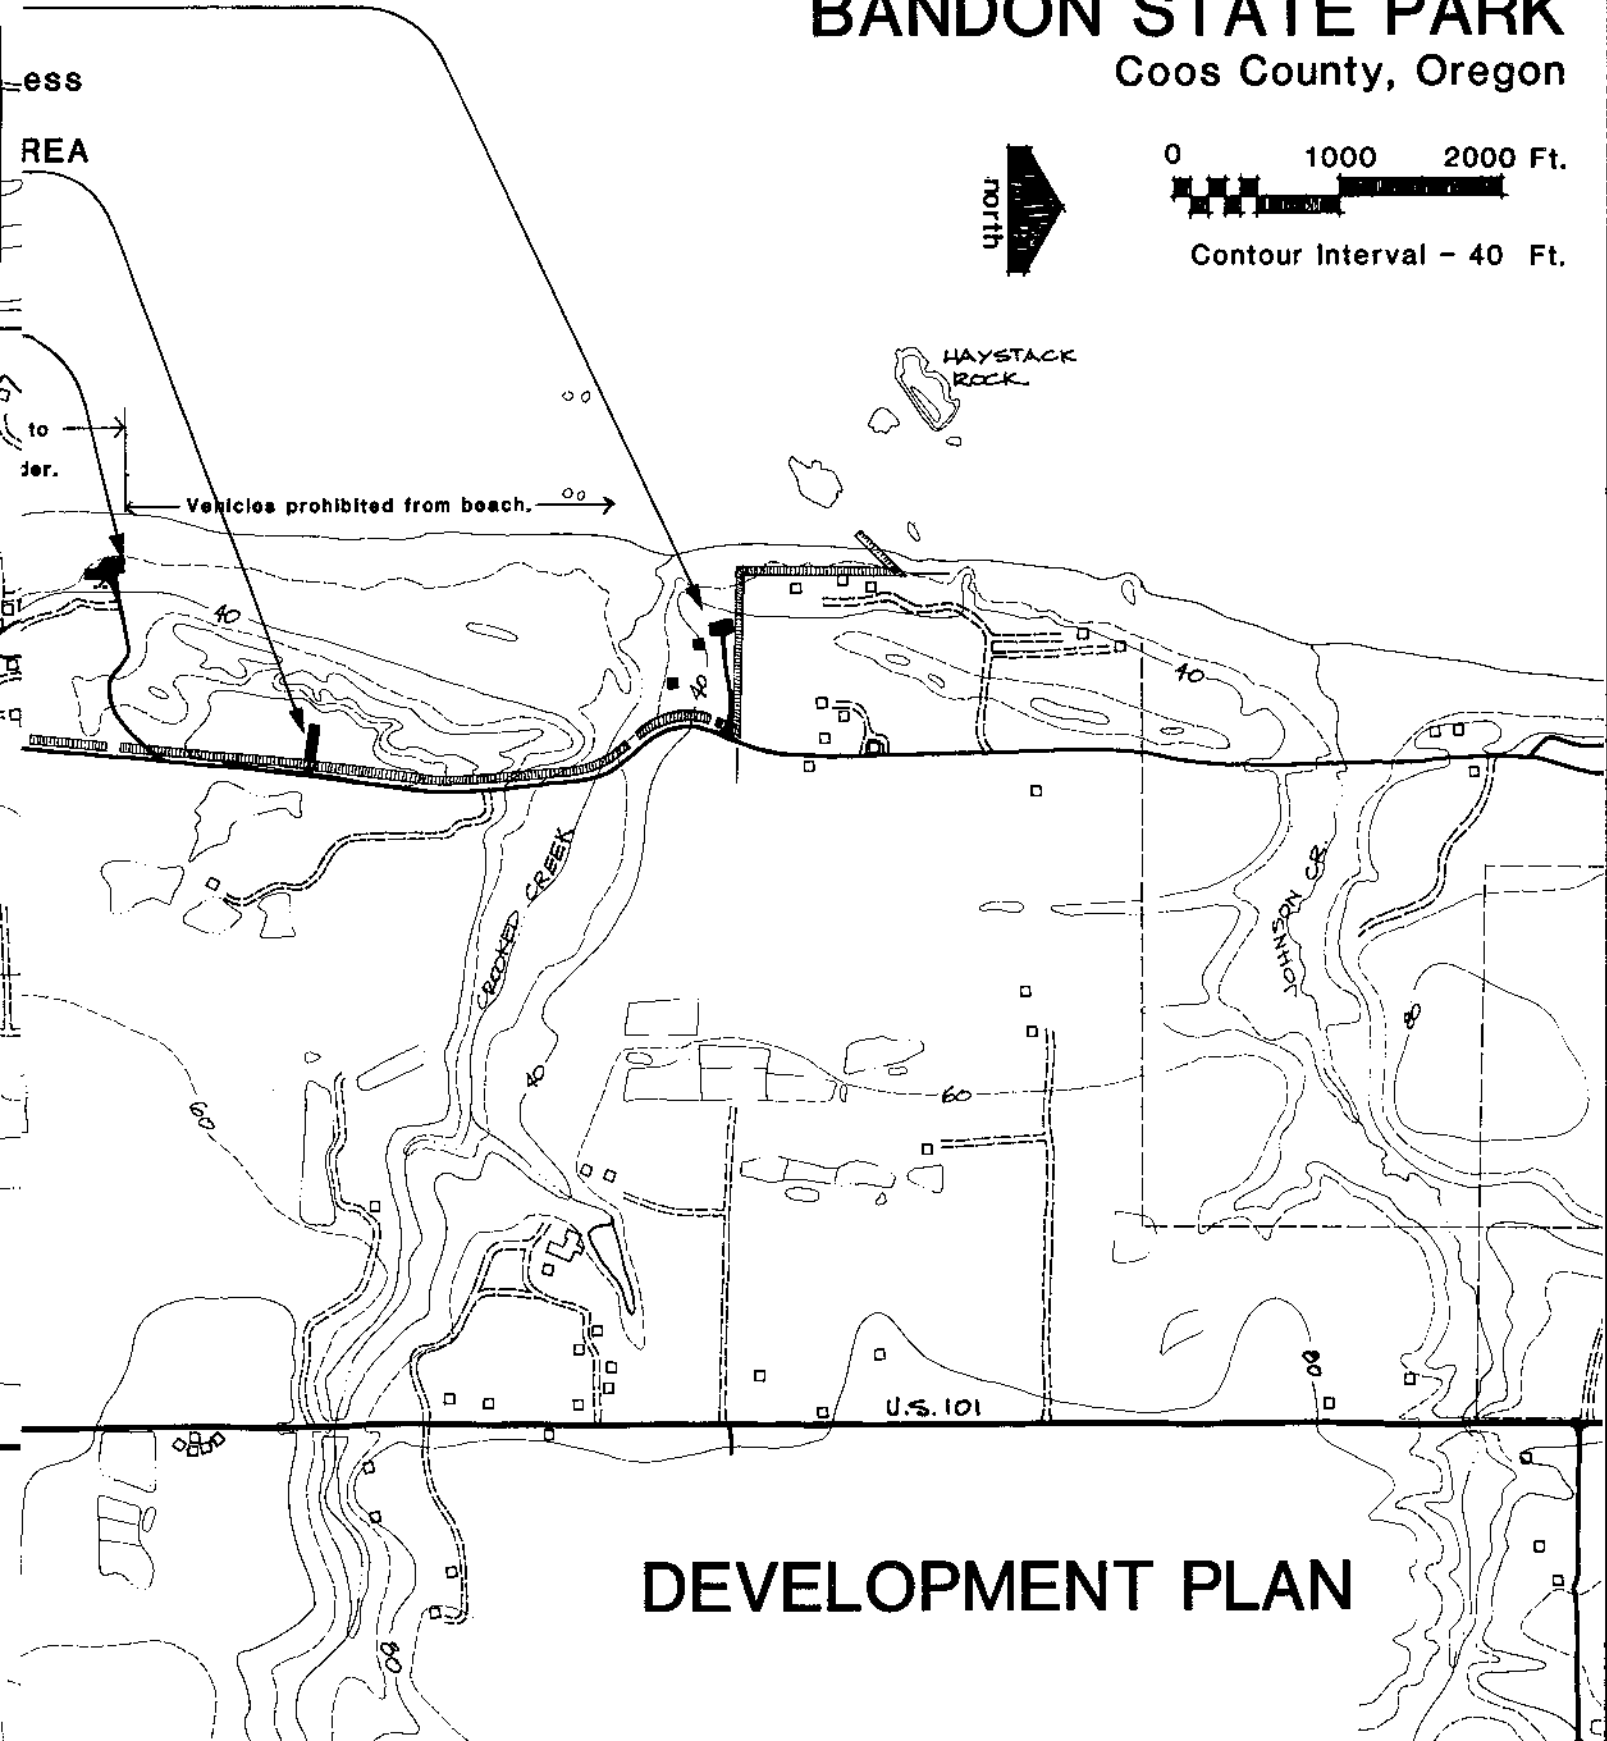 BANDON STATE PARK
Coos County, Oregon
ess
REA
0 1000 2000 Ft.
north
Contour Interval - 40 Ft.
HAYSTACK
ROCK
to
der.
Vehicles prohibited from beach.
40
40
40
CROOKED CREEK
JOHNSON CR.
80
40
60
60
80
U.S. 101
DEVELOPMENT PLAN
80